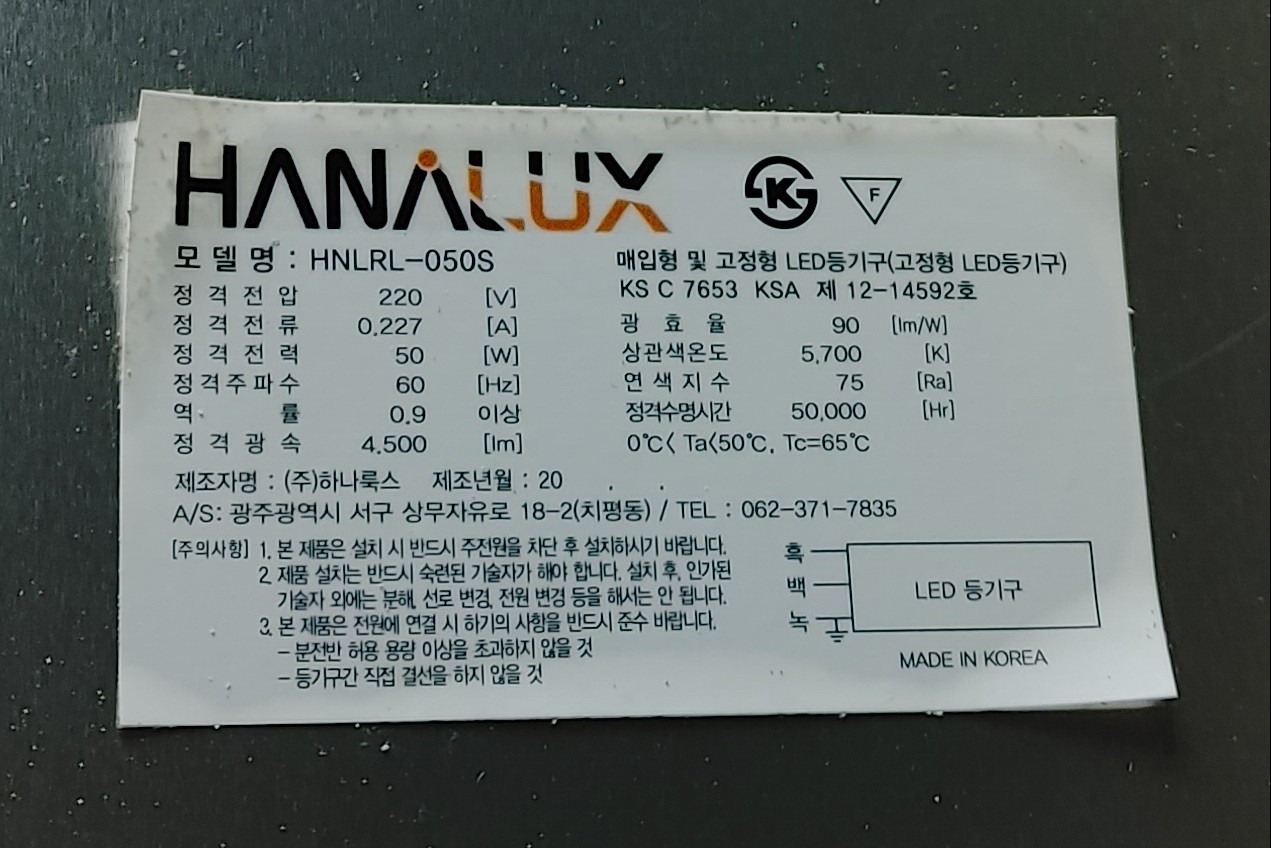 HANALUX
K
F
모델명 : HNLRL-050S
매입형 및 고정형 LED등기구(고정형 LED등기구)
KS C 7653 KSA 제 12-14592호
정격전압 220 [V]
정격전류 0.227 [A]
광효율 90 [lm/W]
정격전력 50 [W]
상관색온도 5,700 [K]
정격주파수 60 [Hz]
연색지수 75 [Ra]
역률 0.9 이상
정격수명시간 50,000 [Hr]
정격광속 4,500 [lm]
0℃< Ta<50℃, Tc=65℃
제조자명 : (주)하나룩스 제조년월 : 20 . .
A/S: 광주광역시 서구 상무자유로 18-2(치평동) / TEL : 062-371-7835
[주의사항] 1. 본 제품은 설치 시 반드시 주전원을 차단 후 설치하시기 바랍니다.
2. 제품 설치는 반드시 숙련된 기술자가 해야 합니다. 설치 후, 인가된
기술자 외에는 분해, 선로 변경, 전원 변경 등을 해서는 안 됩니다.
3. 본 제품은 전원에 연결 시 하기의 사항을 반드시 준수 바랍니다.
- 분전반 허용 용량 이상을 초과하지 않을 것
- 등기구간 직접 결선을 하지 않을 것
흑
백
녹
LED 등기구
MADE IN KOREA